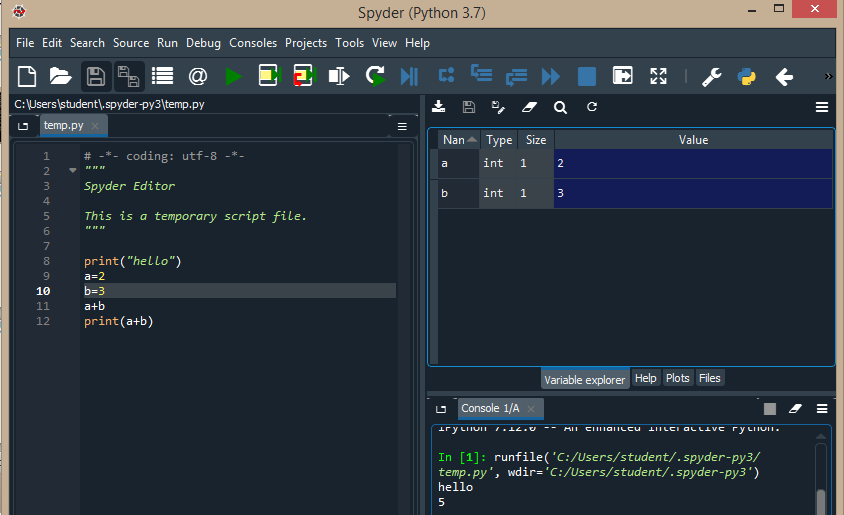 Spyder (Python 3.7)
File Edit Search Source Run Debug Consoles Projects Tools View Help
C:\Users\student\.spyder-py3\temp.py
temp.py
1 # -*- coding: utf-8 -*-
2 """
3 Spyder Editor
4
5 This is a temporary script file.
6 """
7
8 print("hello")
9 a=2
10 b=3
11 a+b
12 print(a+b)
Nan Type Size Value
a int 1 2
b int 1 3
Variable explorer Help Plots Files
Console 1/A
IPython 7.12.0 -- An enhanced Interactive Python.
In [1]: runfile('C:/Users/student/.spyder-py3/
temp.py', wdir='C:/Users/student/.spyder-py3')
hello
5